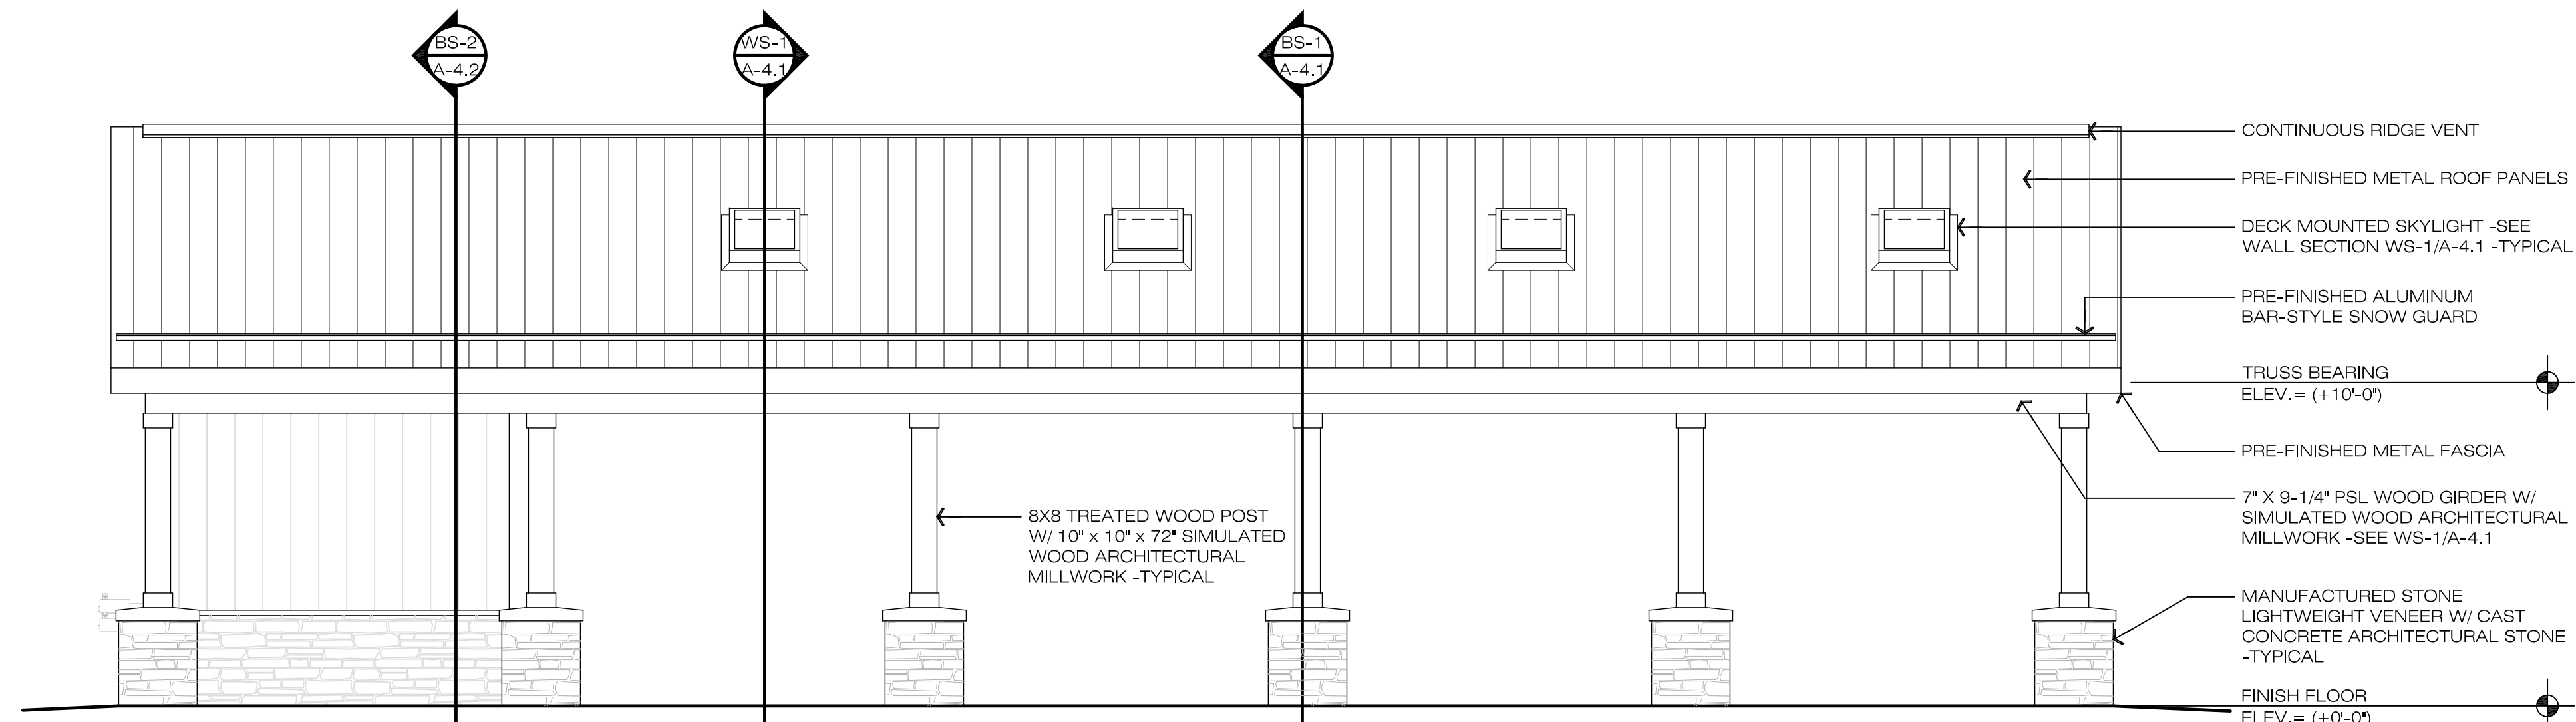 BS-2
A-4.2
WS-1
A-4.1
BS-1
A-4.1
CONTINUOUS RIDGE VENT
PRE-FINISHED METAL ROOF PANELS
DECK MOUNTED SKYLIGHT -SEE
WALL SECTION WS-1/A-4.1 -TYPICAL
PRE-FINISHED ALUMINUM
BAR-STYLE SNOW GUARD
TRUSS BEARING
ELEV.= (+10'-0")
PRE-FINISHED METAL FASCIA
7" X 9-1/4" PSL WOOD GIRDER W/
SIMULATED WOOD ARCHITECTURAL
MILLWORK -SEE WS-1/A-4.1
8X8 TREATED WOOD POST
W/ 10" x 10" x 72" SIMULATED
WOOD ARCHITECTURAL
MILLWORK -TYPICAL
MANUFACTURED STONE
LIGHTWEIGHT VENEER W/ CAST
CONCRETE ARCHITECTURAL STONE
-TYPICAL
FINISH FLOOR
ELEV.= (+0'-0")